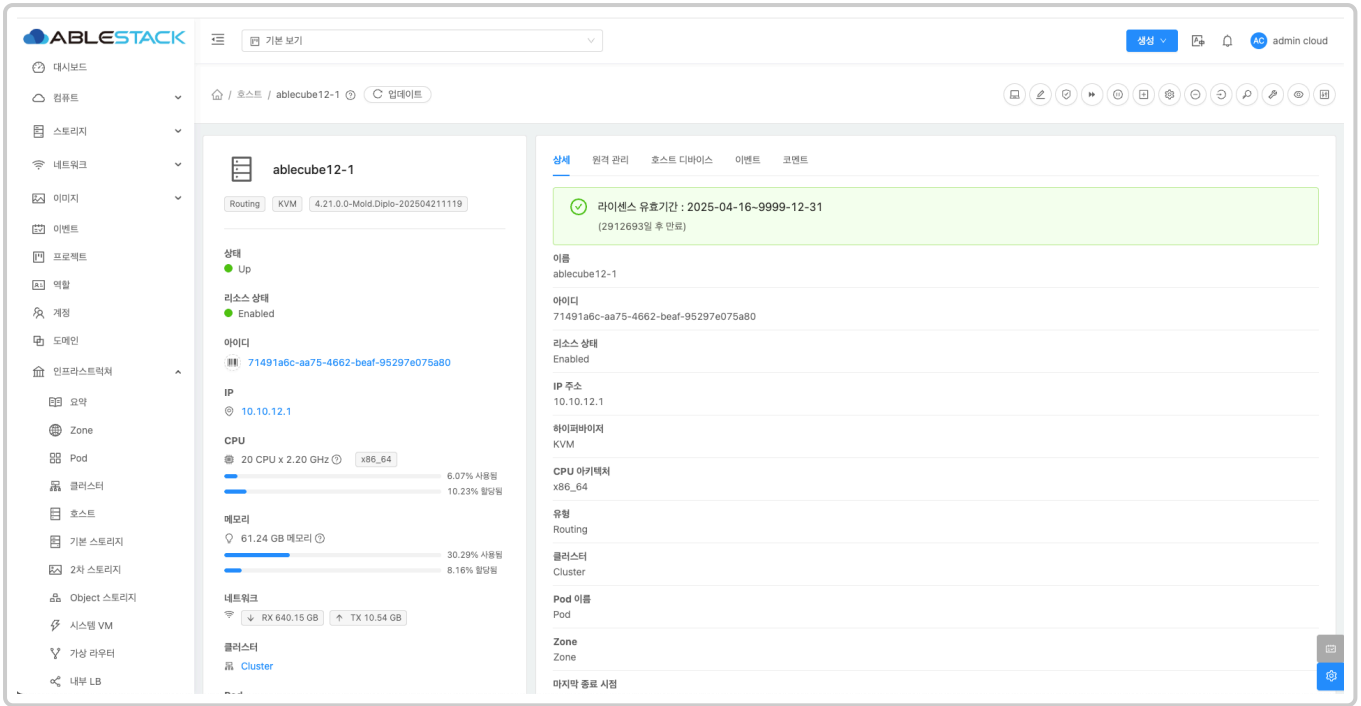 ABLESTACK
기본 보기
생성
AC
admin cloud
대시보드
컴퓨트
스토리지
네트워크
이미지
이벤트
프로젝트
역할
계정
도메인
인프라스트럭쳐
요약
Zone
Pod
클러스터
호스트
기본 스토리지
2차 스토리지
Object 스토리지
시스템 VM
가상 라우터
내부 LB
/ 호스트 / ablecube12-1
업데이트
ablecube12-1
Routing
KVM
4.21.0.0-Mold.Diplo-202504211119
상태
Up
리소스 상태
Enabled
아이디
71491a6c-aa75-4662-beaf-95297e075a80
IP
10.10.12.1
CPU
20 CPU x 2.20 GHz
x86_64
6.07% 사용됨
10.23% 할당됨
메모리
61.24 GB 메모리
30.29% 사용됨
8.16% 할당됨
네트워크
RX 640.15 GB
TX 10.54 GB
클러스터
Cluster
상세
원격 관리
호스트 디바이스
이벤트
코멘트
라이센스 유효기간 : 2025-04-16~9999-12-31
(2912693일 후 만료)
이름
ablecube12-1
아이디
71491a6c-aa75-4662-beaf-95297e075a80
리소스 상태
Enabled
IP 주소
10.10.12.1
하이퍼바이저
KVM
CPU 아키텍처
x86_64
유형
Routing
클러스터
Cluster
Pod 이름
Pod
Zone
Zone
마지막 종료 시점